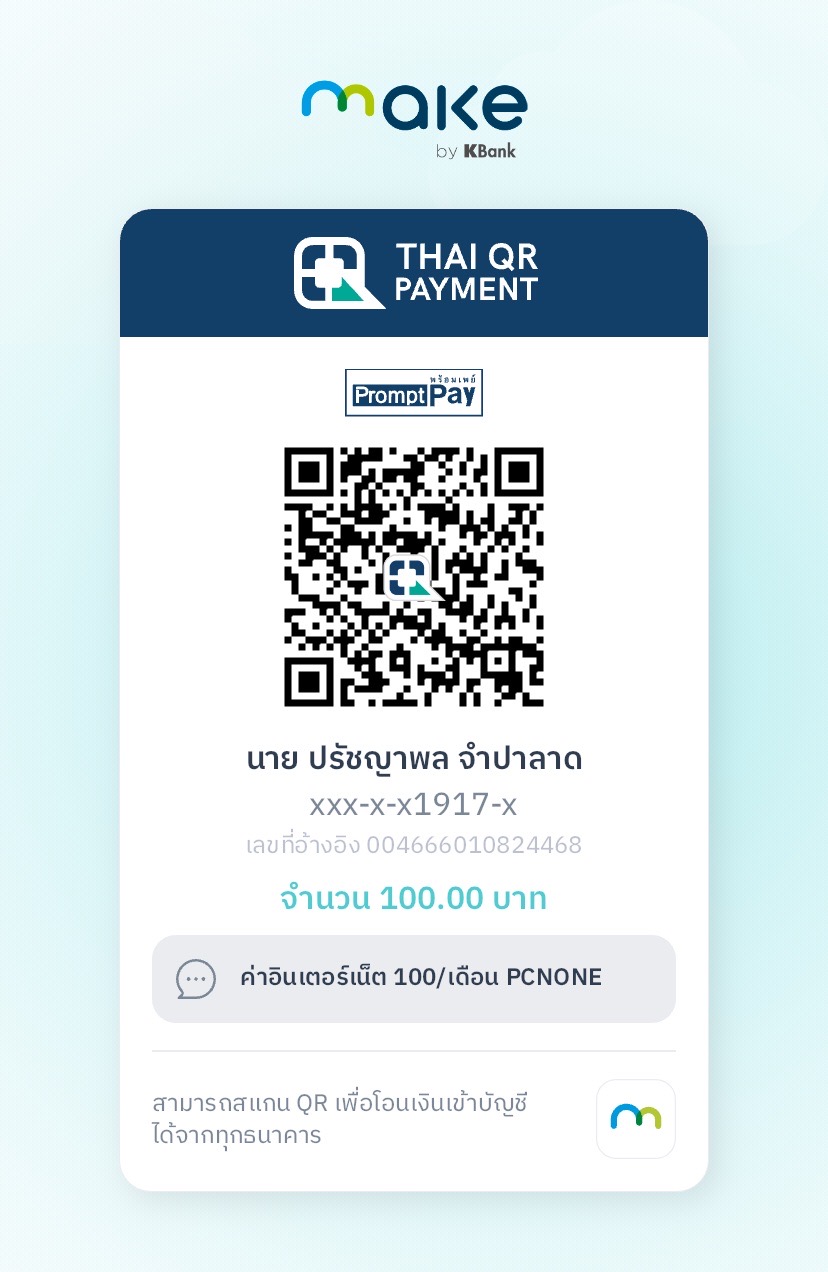 make
by KBank
THAI QR
PAYMENT
พร้อมเพย์
PromptPay
นาย ปรัชญาพล จำปาลาด
xxx-x-x1917-x
เลขที่อ้างอิง 004666010824468
จำนวน 100.00 บาท
ค่าอินเตอร์เน็ต 100/เดือน PCNONE
สามารถสแกน QR เพื่อโอนเงินเข้าบัญชี
ได้จากทุกธนาคาร